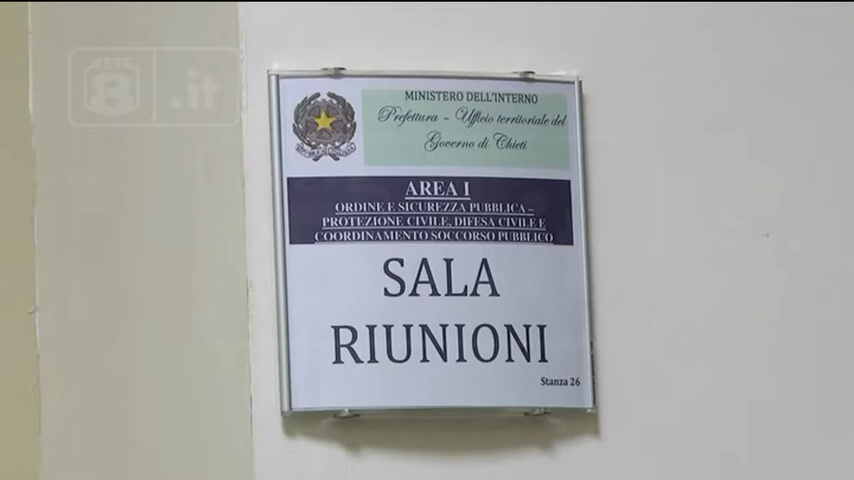 RETE
8 .it
MINISTERO DELL'INTERNO
Prefettura – Ufficio territoriale del
Governo di Chieti
AREA I
ORDINE E SICUREZZA PUBBLICA –
PROTEZIONE CIVILE, DIFESA CIVILE E
COORDINAMENTO SOCCORSO PUBBLICO
SALA
RIUNIONI
Stanza 26